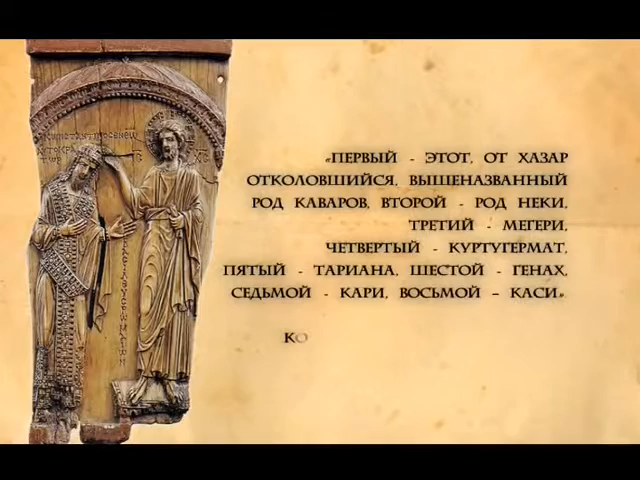 «ПЕРВЫЙ - ЭТОТ, ОТ ХАЗАР
ОТКОЛОВШИЙСЯ, ВЫШЕНАЗВАННЫЙ
РОД КАВАРОВ, ВТОРОЙ - РОД НЕКИ,
ТРЕТИЙ - МЕГЕРИ,
ЧЕТВЕРТЫЙ - КУРТУГЕРМАТ,
ПЯТЫЙ - ТАРИАНА, ШЕСТОЙ - ГЕНАХ,
СЕДЬМОЙ - КАРИ, ВОСЬМОЙ – КАСИ»
КО